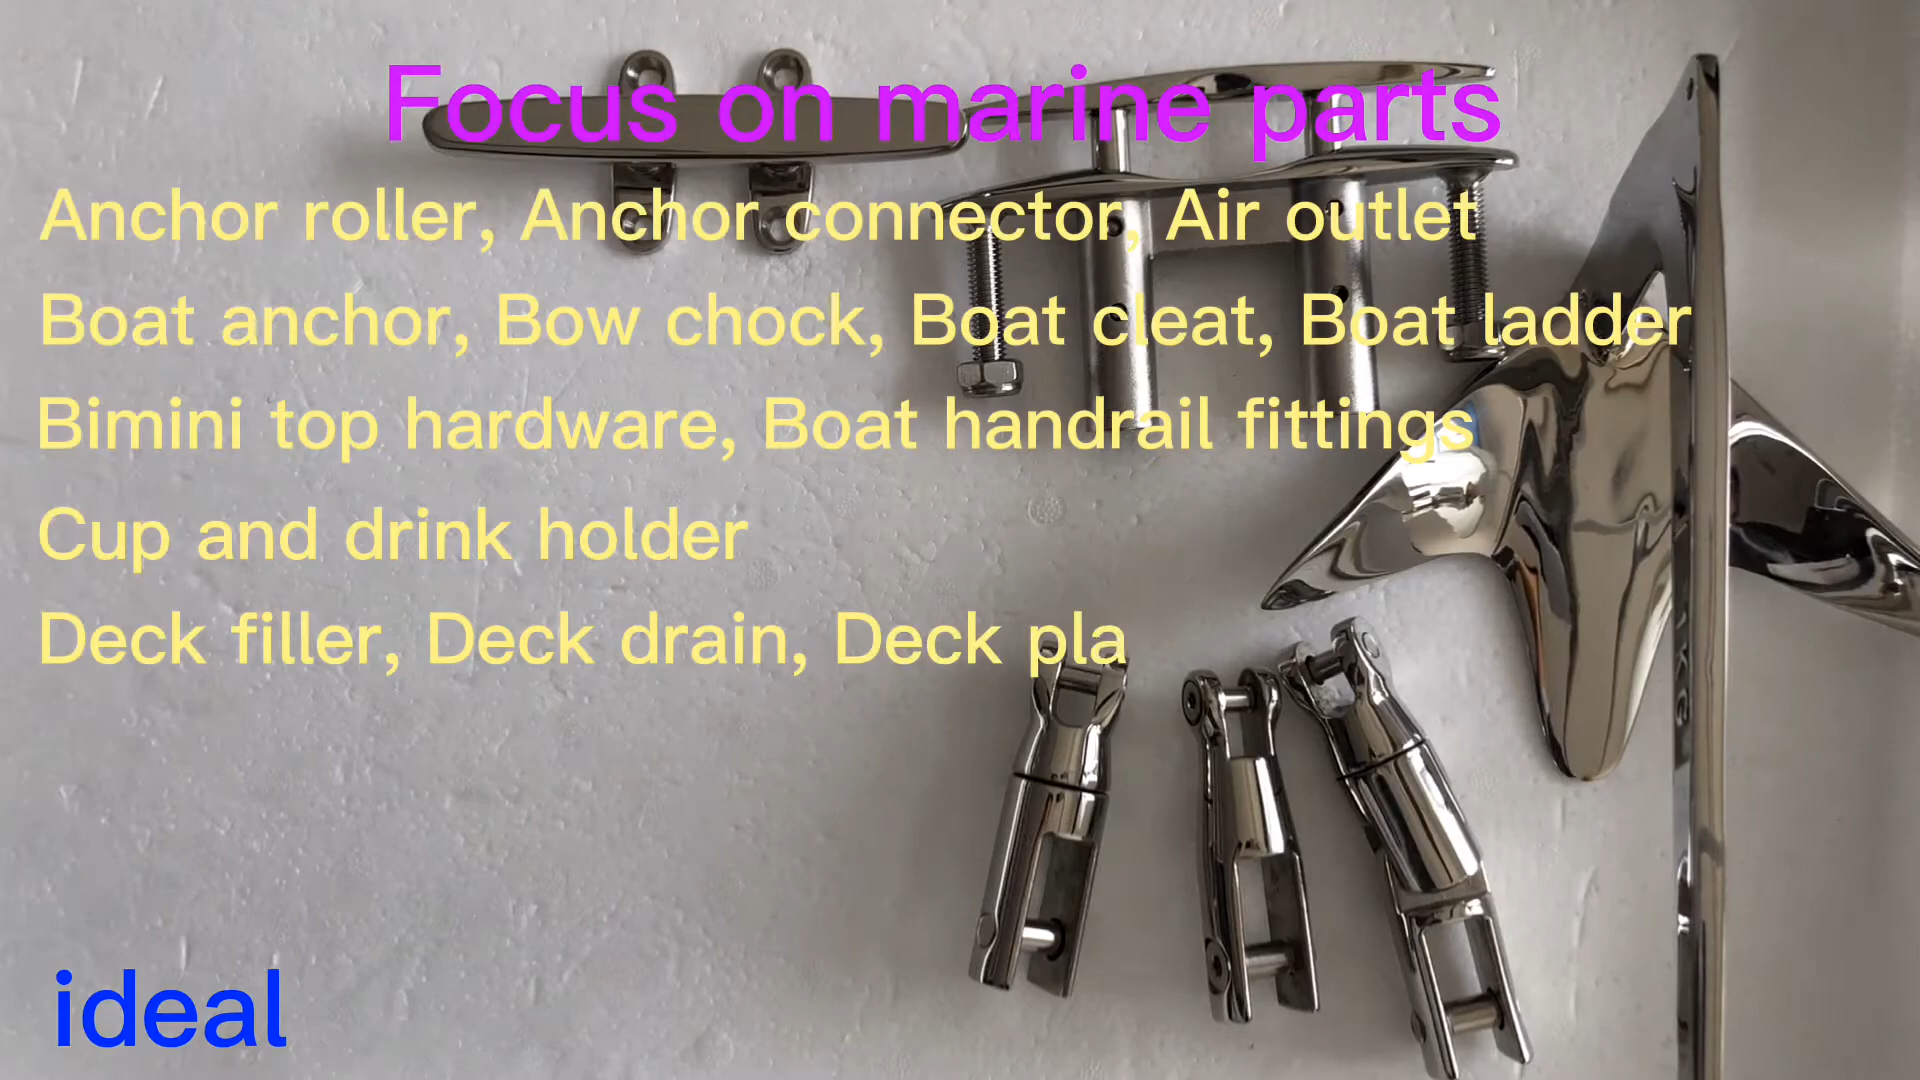 Focus on marine parts
Anchor roller, Anchor connector, Air outlet
Boat anchor, Bow chock, Boat cleat, Boat ladder
Bimini top hardware, Boat handrail fittings
Cup and drink holder
Deck filler, Deck drain, Deck pla
ideal